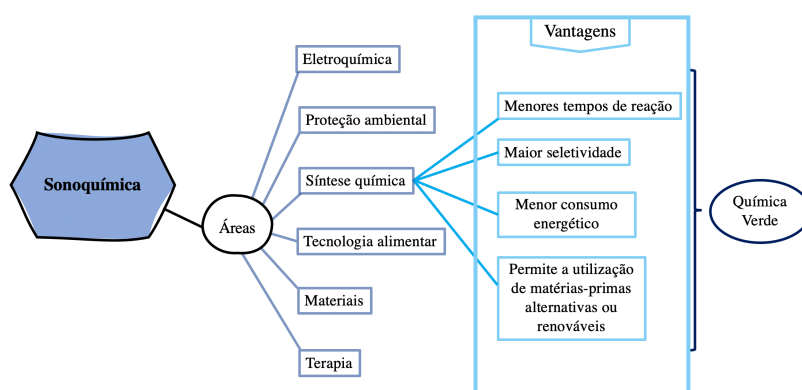 Sonoquímica
Áreas
Eletroquímica
Proteção ambiental
Síntese química
Tecnologia alimentar
Materiais
Terapia
Vantagens
Menores tempos de reação
Maior seletividade
Menor consumo
energético
Permite a utilização
de matérias-primas
alternativas ou
renováveis
Química
Verde